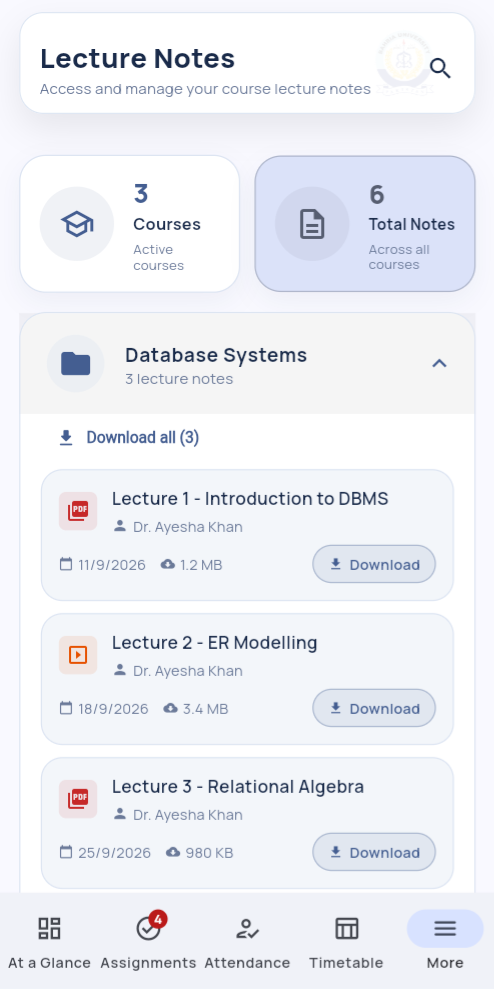 Lecture Notes
Access and manage your course lecture notes
3
Courses
Active
courses
6
Total Notes
Across all
courses
Database Systems
3 lecture notes
Download all (3)
PDF
Lecture 1 - Introduction to DBMS
Dr. Ayesha Khan
11/9/2026 1.2 MB
Download
Lecture 2 - ER Modelling
Dr. Ayesha Khan
18/9/2026 3.4 MB
Download
PDF
Lecture 3 - Relational Algebra
Dr. Ayesha Khan
25/9/2026 980 KB
Download
4
At a Glance Assignments Attendance Timetable More